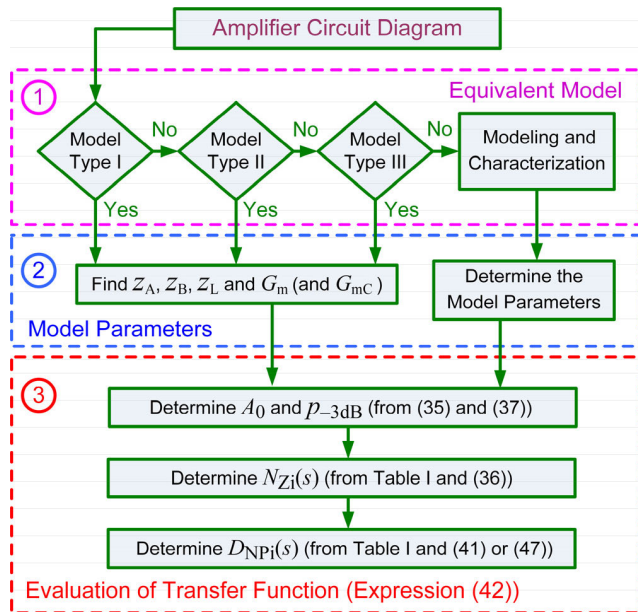 Amplifier Circuit Diagram
1
Equivalent Model
Model
Type I
No
Model
Type II
No
Model
Type III
No
Modeling and
Characterization
Yes
Yes
Yes
2
Find Z_A, Z_B, Z_L and G_m (and G_mC)
Determine the
Model Parameters
Model Parameters
3
Determine A_0 and p_−3dB (from (35) and (37))
Determine N_Zi(s) (from Table I and (36))
Determine D_NPi(s) (from Table I and (41) or (47))
Evaluation of Transfer Function (Expression (42))